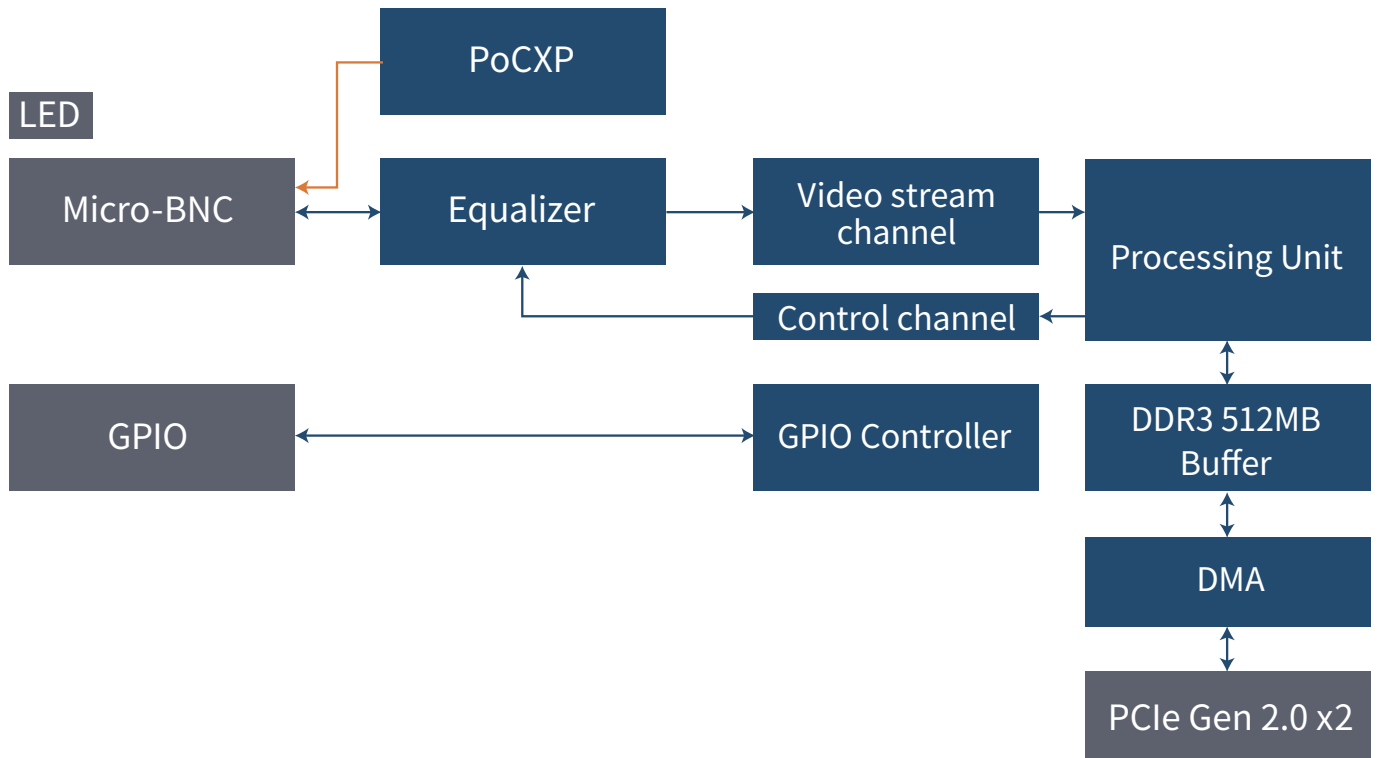 PoCXP
LED
Micro-BNC
Equalizer
Video stream
channel
Processing Unit
Control channel
GPIO
GPIO Controller
DDR3 512MB
Buffer
DMA
PCIe Gen 2.0 x2